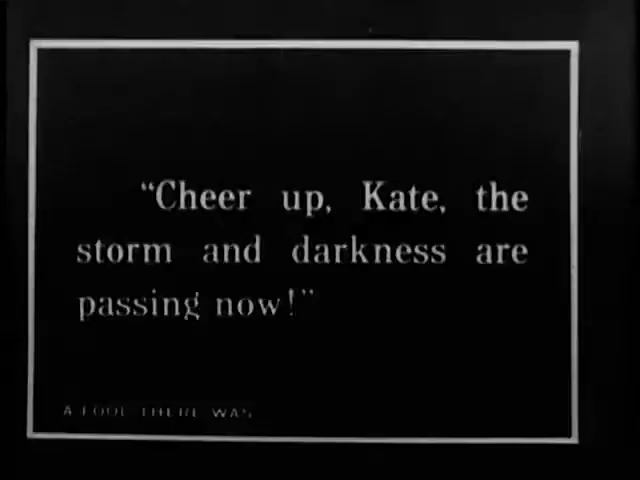 “Cheer up, Kate, the
storm and darkness are
passing now!”
A FOOL THERE WAS